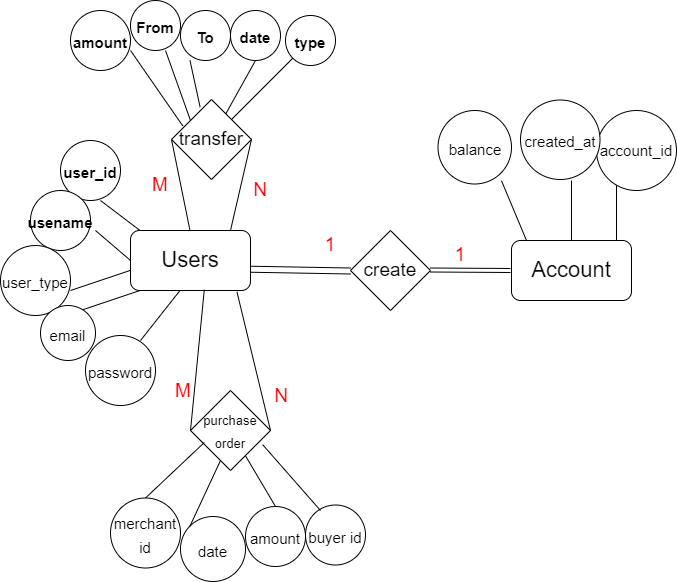 amount
From
To
date
type
transfer
M
N
user_id
usename
user_type
email
password
Users
1
create
1
Account
balance
created_at
account_id
M
N
purchase
order
merchant
id
date
amount
buyer id